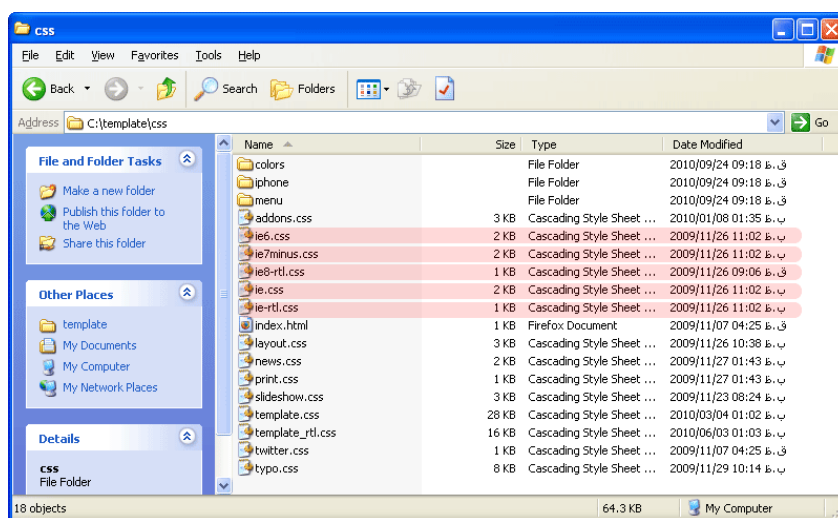 css
File Edit View Favorites Tools Help
Back Search Folders
Address C:\template\css Go
File and Folder Tasks
Make a new folder
Publish this folder to
the Web
Share this folder
Other Places
template
My Documents
My Computer
My Network Places
Details
css
File Folder
Name Size Type Date Modified
colors File Folder 2010/09/24 09:18 ق.ظ
iphone File Folder 2010/09/24 09:18 ق.ظ
menu File Folder 2010/09/24 09:18 ق.ظ
addons.css 3 KB Cascading Style Sheet ... 2010/01/08 01:35 ب.ظ
ie6.css 2 KB Cascading Style Sheet ... 2009/11/26 11:02 ب.ظ
ie7minus.css 2 KB Cascading Style Sheet ... 2009/11/26 11:02 ب.ظ
ie8-rtl.css 1 KB Cascading Style Sheet ... 2009/11/26 09:06 ق.ظ
ie.css 2 KB Cascading Style Sheet ... 2009/11/26 11:02 ب.ظ
ie-rtl.css 1 KB Cascading Style Sheet ... 2009/11/26 11:02 ب.ظ
index.html 1 KB Firefox Document 2009/11/07 04:25 ق.ظ
layout.css 3 KB Cascading Style Sheet ... 2009/11/26 10:38 ب.ظ
news.css 2 KB Cascading Style Sheet ... 2009/11/27 01:43 ب.ظ
print.css 1 KB Cascading Style Sheet ... 2009/11/27 01:43 ب.ظ
slideshow.css 3 KB Cascading Style Sheet ... 2009/11/23 08:24 ب.ظ
template.css 28 KB Cascading Style Sheet ... 2010/03/04 01:02 ب.ظ
template_rtl.css 16 KB Cascading Style Sheet ... 2010/06/03 01:03 ب.ظ
twitter.css 1 KB Cascading Style Sheet ... 2009/11/07 04:25 ق.ظ
typo.css 8 KB Cascading Style Sheet ... 2009/11/29 10:14 ب.ظ
18 objects 64.3 KB My Computer